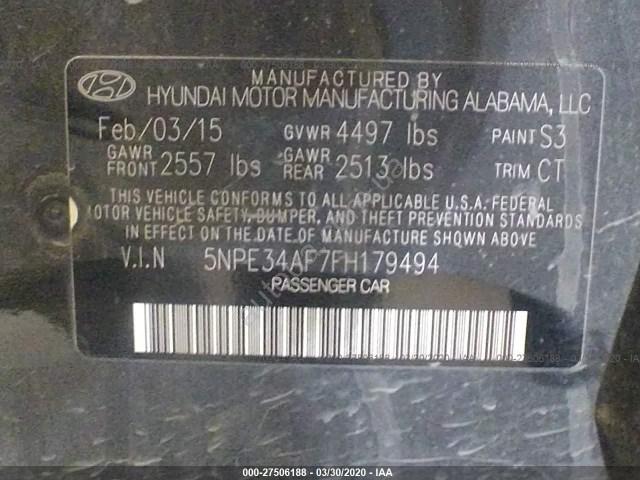 MANUFACTURED BY
HYUNDAI MOTOR MANUFACTURING ALABAMA, LLC
Feb/03/15 GVWR 4497 lbs PAINT S3
GAWR FRONT 2557 lbs GAWR REAR 2513 lbs TRIM CT
THIS VEHICLE CONFORMS TO ALL APPLICABLE U.S.A. FEDERAL
MOTOR VEHICLE SAFETY, BUMPER, AND THEFT PREVENTION STANDARDS
IN EFFECT ON THE DATE OF MANUFACTURE SHOWN ABOVE.
V.I.N 5NPE34AF7FH179494
PASSENGER CAR
000-27506188 - 03/30/2020 - IAA